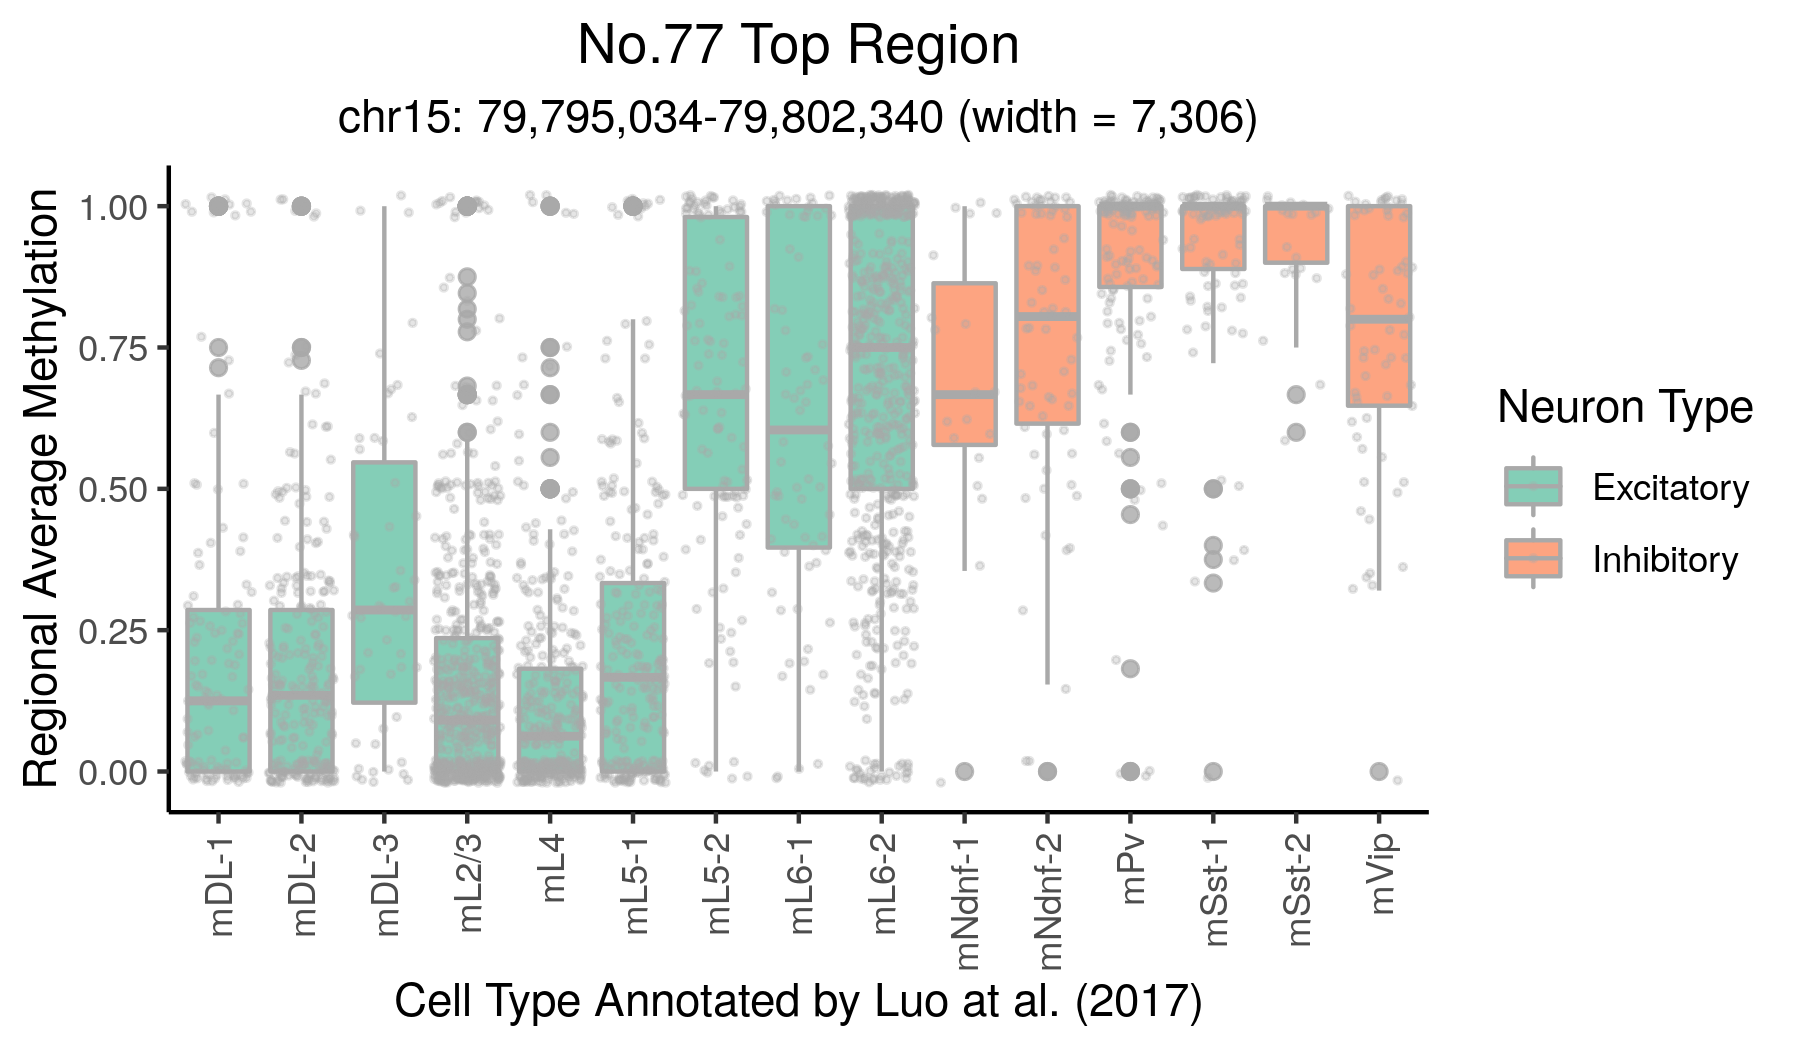 No.77 Top Region
chr15: 79,795,034-79,802,340 (width = 7,306)
Regional Average Methylation
1.00
0.75
0.50
0.25
0.00
mDL-1
mDL-2
mDL-3
mL2/3
mL4
mL5-1
mL5-2
mL6-1
mL6-2
mNdnf-1
mNdnf-2
mPv
mSst-1
mSst-2
mVip
Cell Type Annotated by Luo at al. (2017)
Neuron Type
Excitatory
Inhibitory